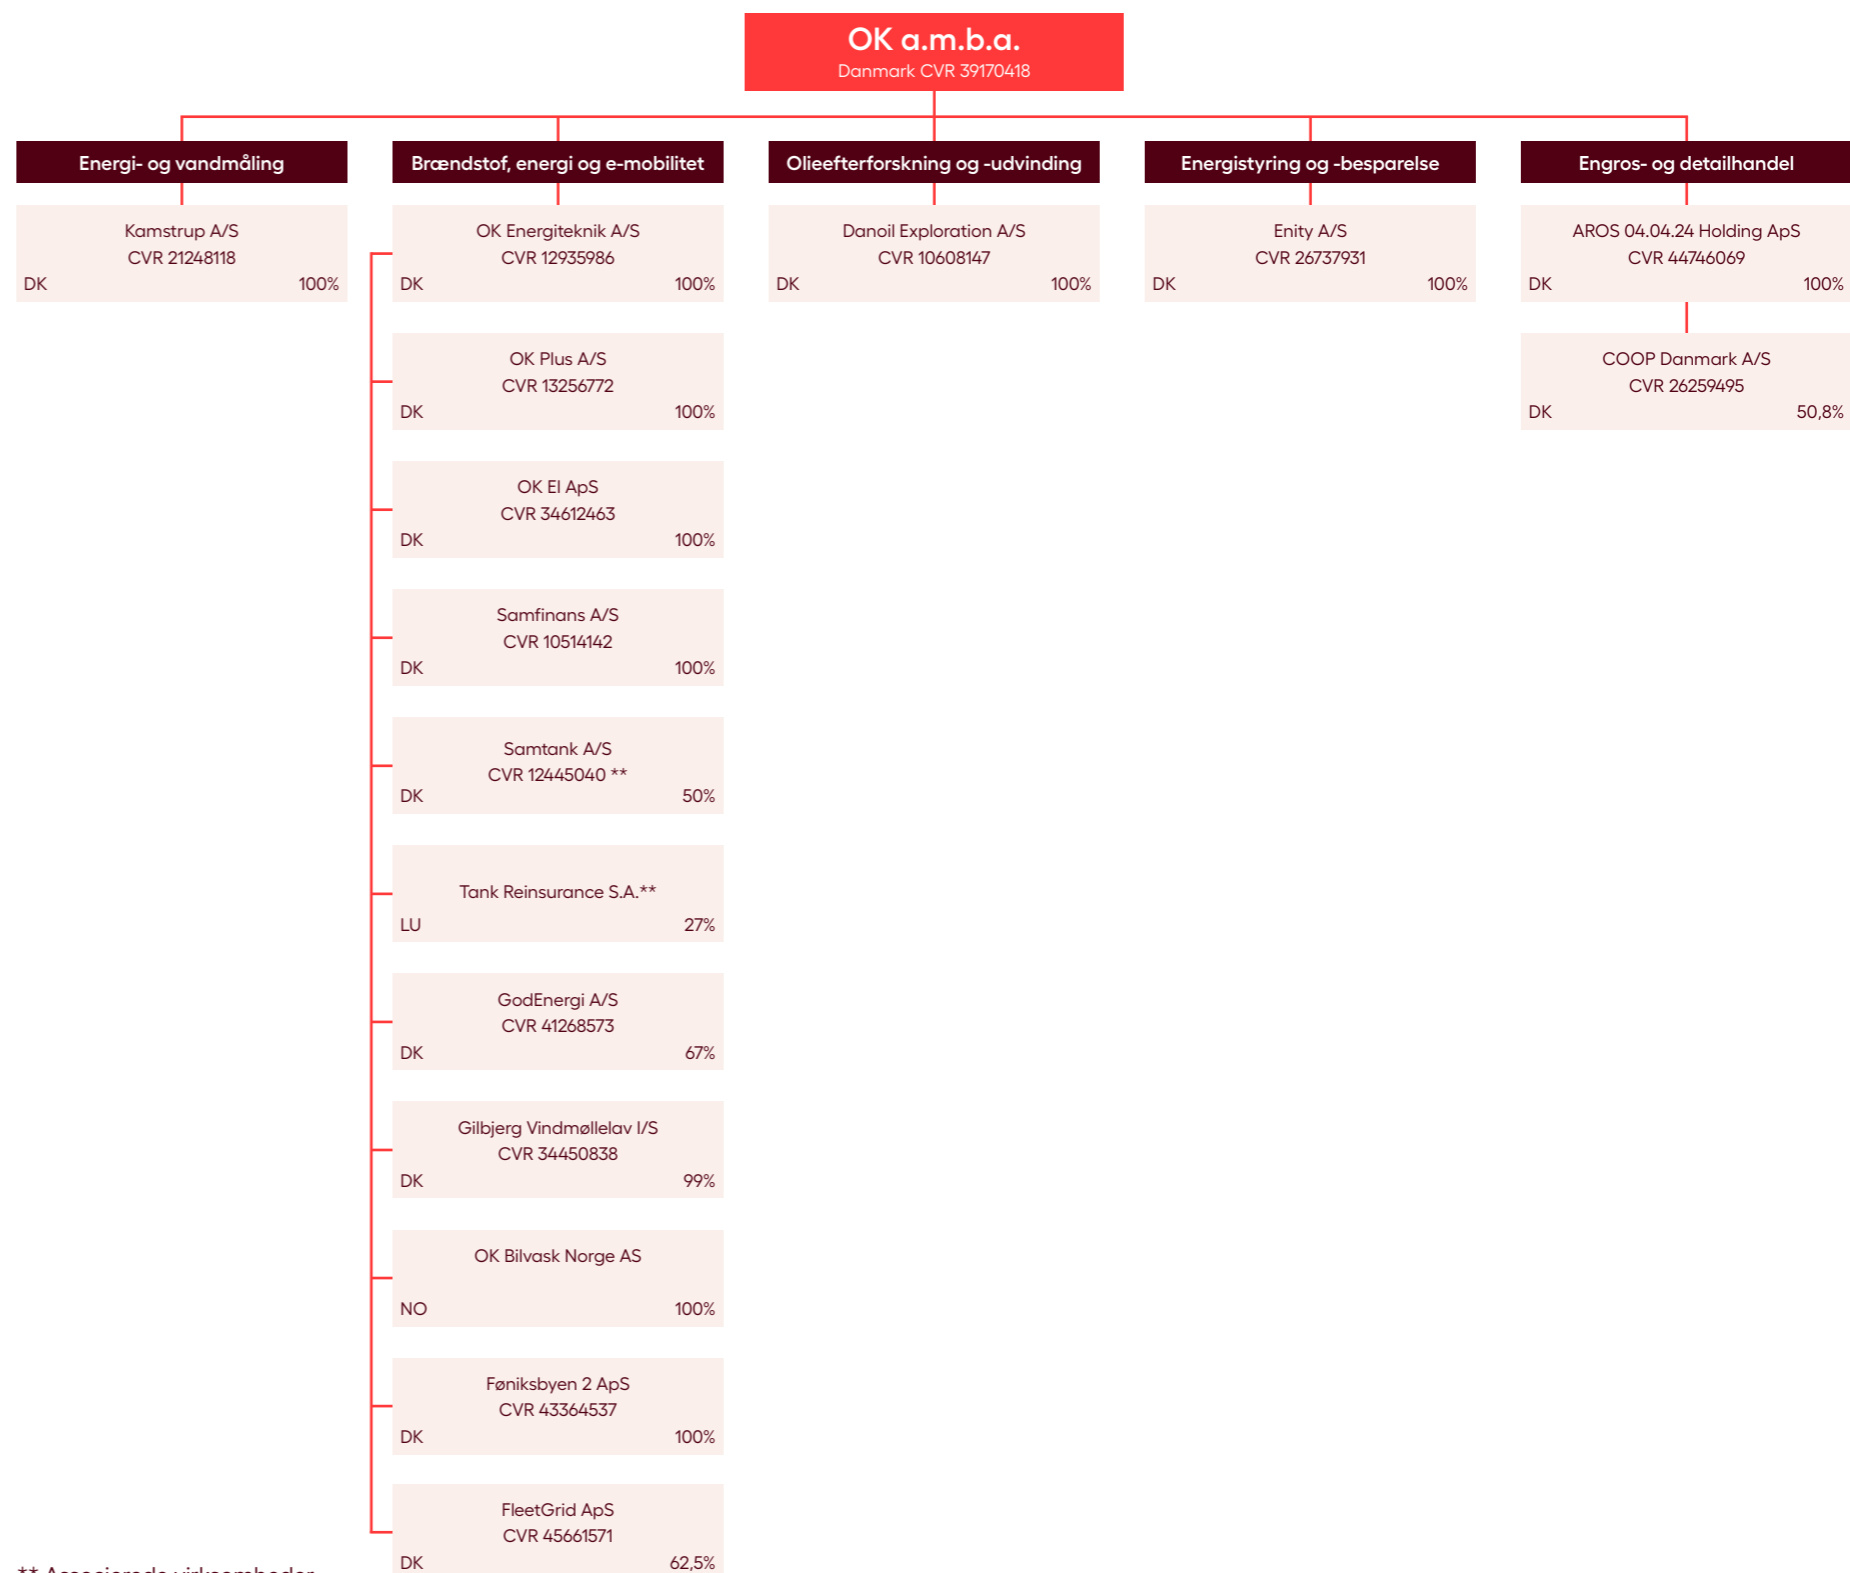 OK a.m.b.a.
Danmark CVR 39170418
Energi- og vandmåling
Kamstrup A/S
CVR 21248118
DK 100%
Brændstof, energi og e-mobilitet
OK Energiteknik A/S
CVR 12935986
DK 100%
OK Plus A/S
CVR 13256772
DK 100%
OK El ApS
CVR 34612463
DK 100%
Samfinans A/S
CVR 10514142
DK 100%
Samtank A/S
CVR 12445040 **
DK 50%
Tank Reinsurance S.A.**
LU 27%
GodEnergi A/S
CVR 41268573
DK 67%
Gilbjerg Vindmøllelav I/S
CVR 34450838
DK 99%
OK Bilvask Norge AS
NO 100%
Føniksbyen 2 ApS
CVR 43364537
DK 100%
FleetGrid ApS
CVR 45661571
DK 62,5%
Olieefterforskning og -udvinding
Danoil Exploration A/S
CVR 10608147
DK 100%
Energistyring og -besparelse
Enity A/S
CVR 26737931
DK 100%
Engros- og detailhandel
AROS 04.04.24 Holding ApS
CVR 44746069
DK 100%
COOP Danmark A/S
CVR 26259495
DK 50,8%
** Associerede virksomheder